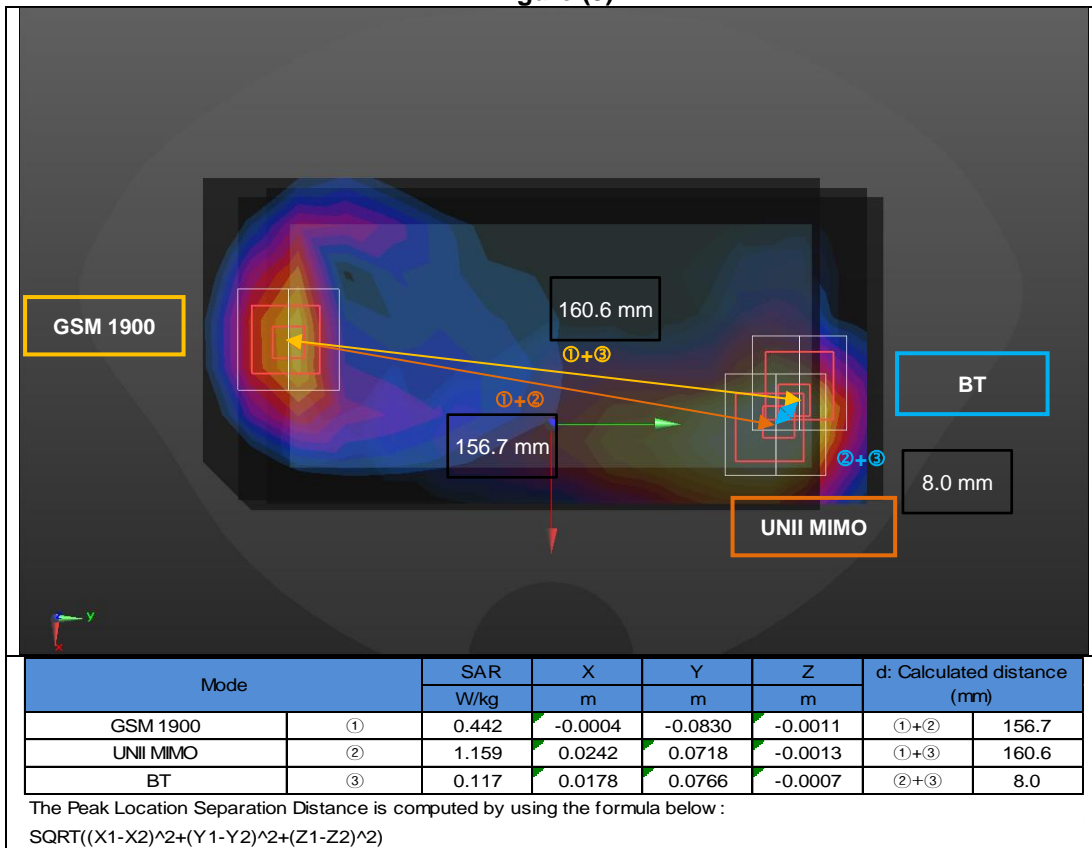 GSM 1900
160.6 mm
①+③
BT
①+②
156.7 mm
②+③
8.0 mm
UNII MIMO
y
x
Mode SAR X Y Z d: Calculated distance (mm)
W/kg m m m
GSM 1900 ① 0.442 -0.0004 -0.0830 -0.0011 ①+② 156.7
UNII MIMO ② 1.159 0.0242 0.0718 -0.0013 ①+③ 160.6
BT ③ 0.117 0.0178 0.0766 -0.0007 ②+③ 8.0
The Peak Location Separation Distance is computed by using the formula below :
SQRT((X1-X2)^2+(Y1-Y2)^2+(Z1-Z2)^2)